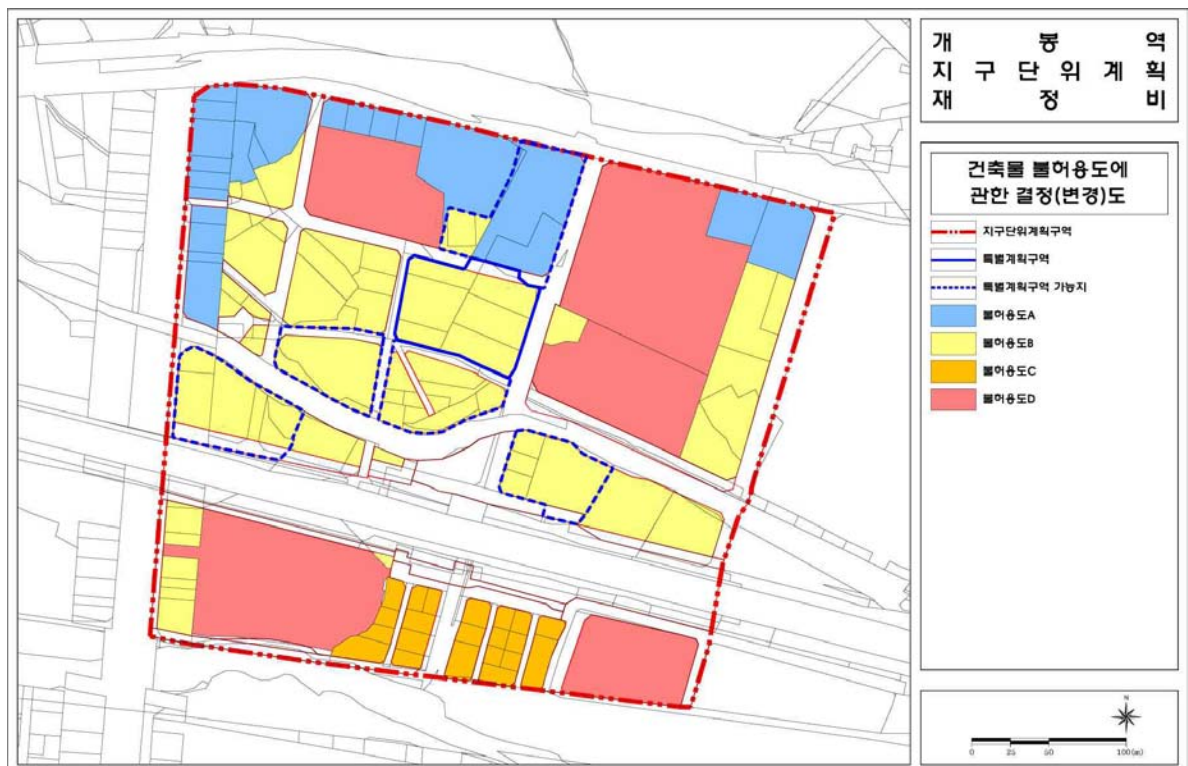 개 봉 역
지 구 단 위 계 획
재 정 비
건축물 불허용도에
관한 결정(변경)도
지구단위계획구역
특별계획구역
특별계획구역 가능지
불허용도A
불허용도B
불허용도C
불허용도D
N
0 25 50 100(m)